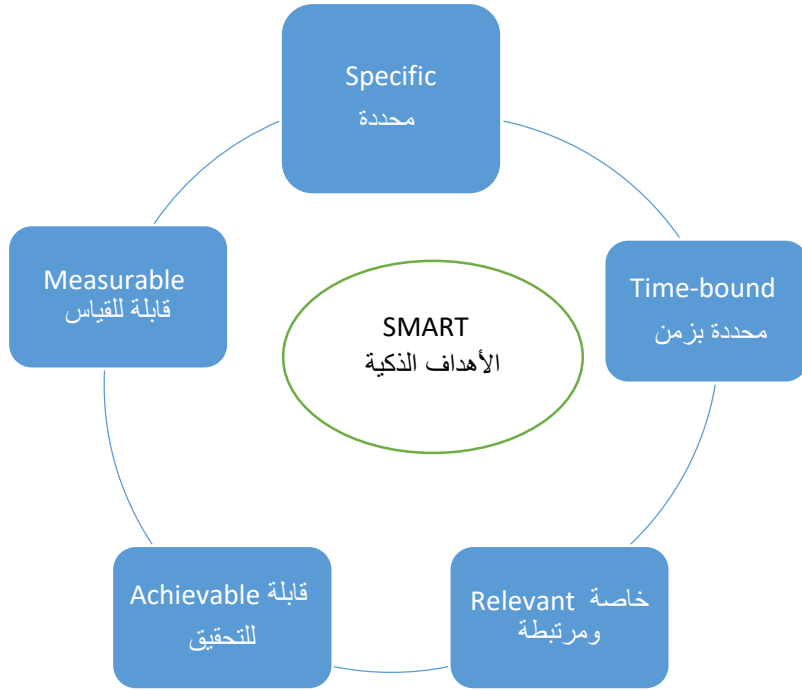 Specific
محددة
Measurable
قابلة للقياس
Time-bound
محددة بزمن
SMART
الأهداف الذكية
Achievable قابلة
للتحقيق
Relevant خاصة
ومرتبطة